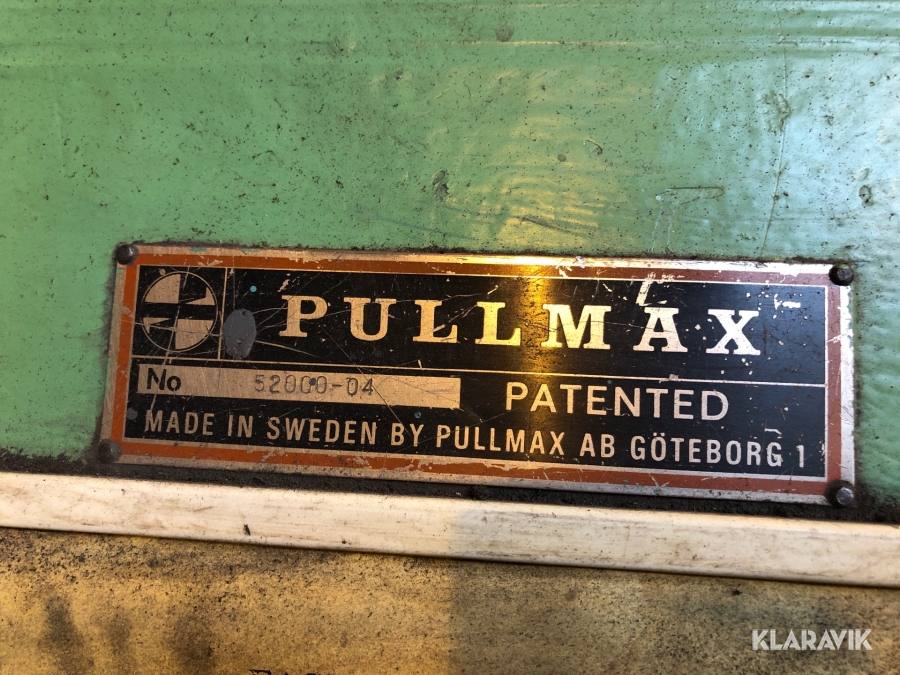 PULLMAX
No 52000-04
PATENTED
MADE IN SWEDEN BY PULLMAX AB GÖTEBORG 1
KLARAVIK